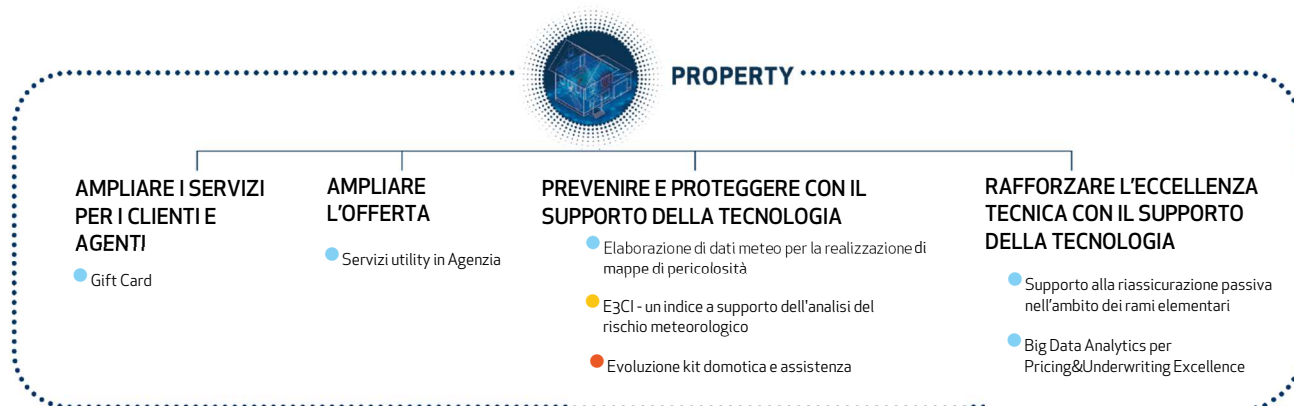 PROPERTY
AMPLIARE I SERVIZI
PER I CLIENTI E
AGENTI
Gift Card
AMPLIARE
L'OFFERTA
Servizi utility in Agenzia
PREVENIRE E PROTEGGERE CON IL
SUPPORTO DELLA TECNOLOGIA
Elaborazione di dati meteo per la realizzazione di
mappe di pericolosità
E3CI - un indice a supporto dell'analisi del
rischio meteorologico
Evoluzione kit domotica e assistenza
RAFFORZARE L'ECCELLENZA
TECNICA CON IL SUPPORTO
DELLA TECNOLOGIA
Supporto alla riassicurazione passiva
nell'ambito dei rami elementari
Big Data Analytics per
Pricing&Underwriting Excellence